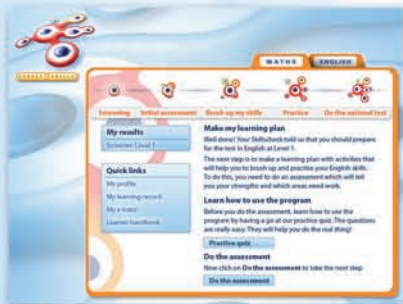 TARGETSKILLS
MATHS
ENGLISH
Screening
Initial assessment
Brush up my skills
Practice
Do the national test
My results
Screener Level 1
Quick links
My profile
My learning record
My e-tutor
Learner handbook
Make my learning plan
Well done! Your Skillscheck told us that you should prepare
for the test in English at Level 1.
The next step is to make a learning plan with activities that
will help you to brush up and practise your English skills.
To do this, you need to do an assessment which will tell
you your strengths and which areas need work.
Learn how to use the program
Before you do the assessment, learn how to use the
program by having a go at our practice quiz. The questions
are really easy. They will help you do the real thing!
Practice quiz
Do the assessment
Now click on Do the assessment to take the next step
Do the assessment